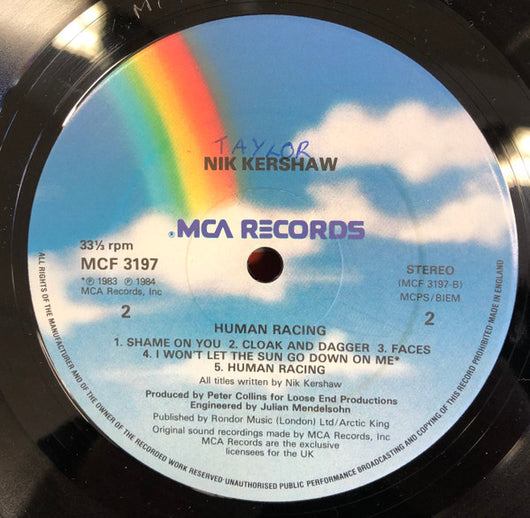 TAYLOR
NIK KERSHAW
®MCA RECORDS
33⅓ rpm
MCF 3197
*℗ 1983 ℗ 1984
MCA Records, Inc
2
STEREO
(MCF 3197-B)
MCPS/BIEM
2
HUMAN RACING
1. SHAME ON YOU 2. CLOAK AND DAGGER 3. FACES
4. I WON'T LET THE SUN GO DOWN ON ME*
5. HUMAN RACING
All titles written by Nik Kershaw
Produced by Peter Collins for Loose End Productions
Engineered by Julian Mendelsohn
Published by Rondor Music (London) Ltd/Arctic King
Original sound recordings made by MCA Records, Inc
MCA Records are the exclusive
licensees for the UK
ALL RIGHTS OF THE MANUFACTURER AND OF THE OWNER OF THE RECORDED WORK RESERVED·UNAUTHORISED PUBLIC PERFORMANCE BROADCASTING AND COPYING OF THIS RECORD PROHIBITED·MADE IN ENGLAND